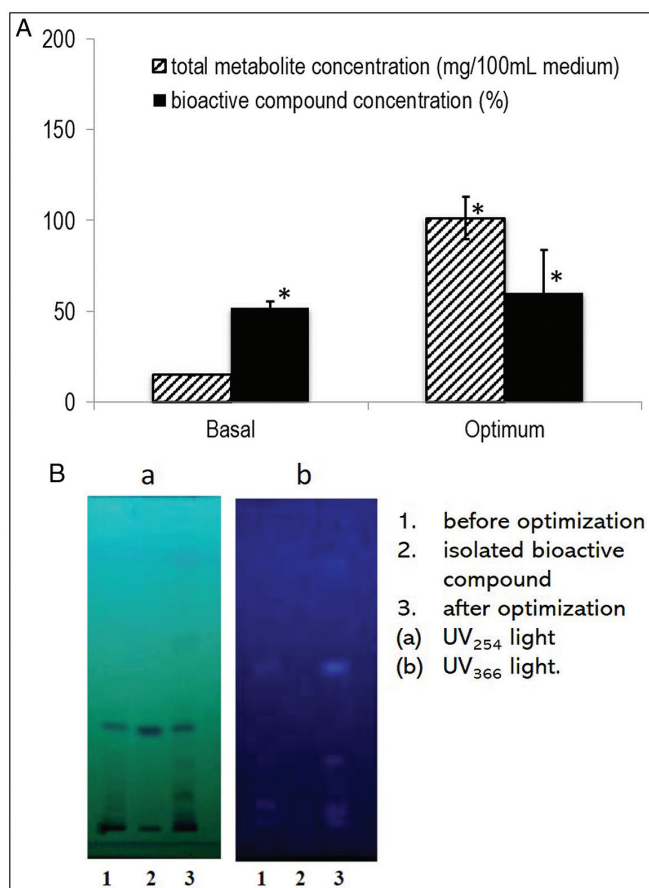 A
200
150
100
50
0
total metabolite concentration (mg/100mL medium)
bioactive compound concentration (%)
*
*
*
Basal Optimum
B
a b
1. before optimization
2. isolated bioactive
compound
3. after optimization
(a) UV254 light
(b) UV366 light.
1 2 3 1 2 3